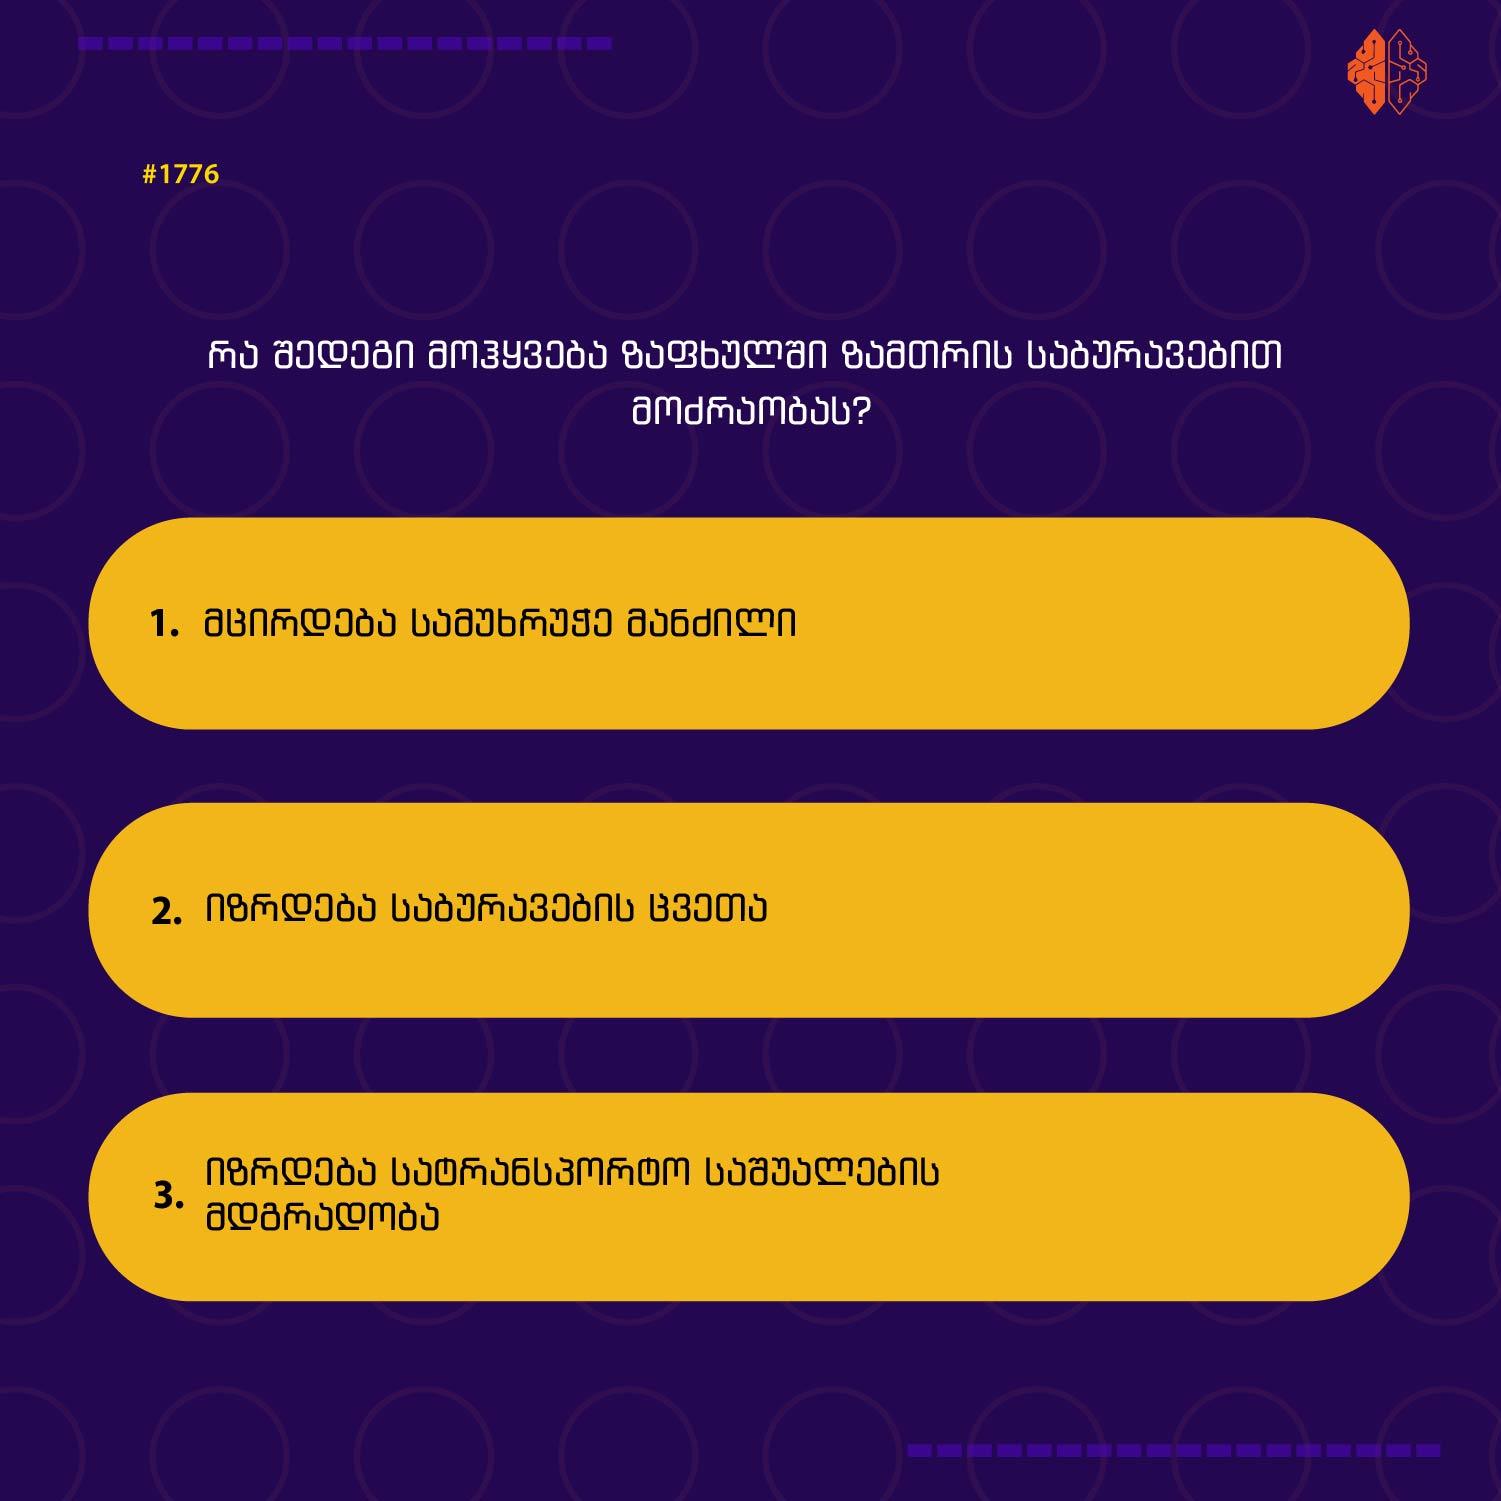 #1776
რა შედეგი მოჰყვება ზაფხულში ზამთრის საბურავებით
მოძრაობას?
1. მცირდება სამუხრუჭე მანძილი
2. იზრდება საბურავების ცვეთა
3. იზრდება სატრანსპორტო საშუალების
მდგრადობა